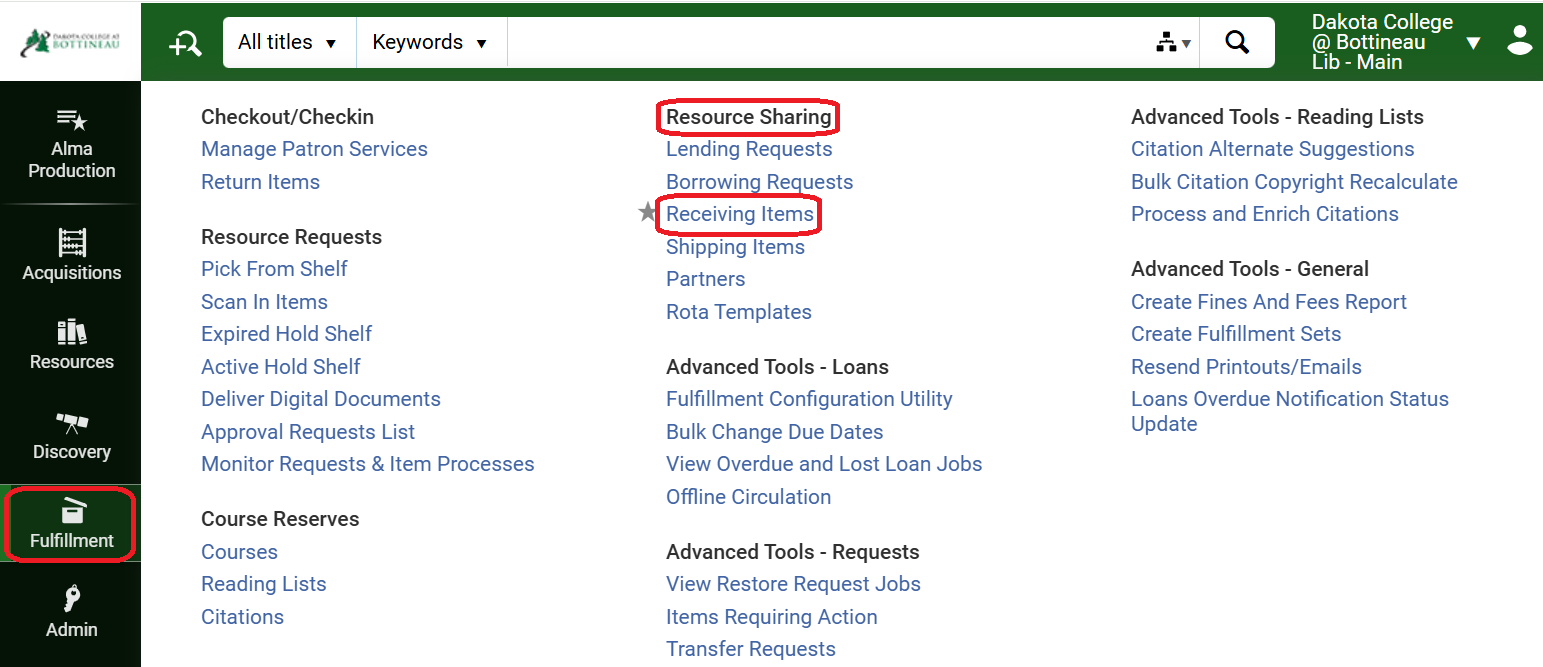 DAKOTA COLLEGE AT
BOTTINEAU
All titles
Keywords
Dakota College
@ Bottineau
Lib - Main
Alma
Production
Acquisitions
Resources
Discovery
Fulfillment
Admin
Checkout/Checkin
Manage Patron Services
Return Items
Resource Requests
Pick From Shelf
Scan In Items
Expired Hold Shelf
Active Hold Shelf
Deliver Digital Documents
Approval Requests List
Monitor Requests & Item Processes
Course Reserves
Courses
Reading Lists
Citations
Resource Sharing
Lending Requests
Borrowing Requests
Receiving Items
Shipping Items
Partners
Rota Templates
Advanced Tools - Loans
Fulfillment Configuration Utility
Bulk Change Due Dates
View Overdue and Lost Loan Jobs
Offline Circulation
Advanced Tools - Requests
View Restore Request Jobs
Items Requiring Action
Transfer Requests
Advanced Tools - Reading Lists
Citation Alternate Suggestions
Bulk Citation Copyright Recalculate
Process and Enrich Citations
Advanced Tools - General
Create Fines And Fees Report
Create Fulfillment Sets
Resend Printouts/Emails
Loans Overdue Notification Status
Update